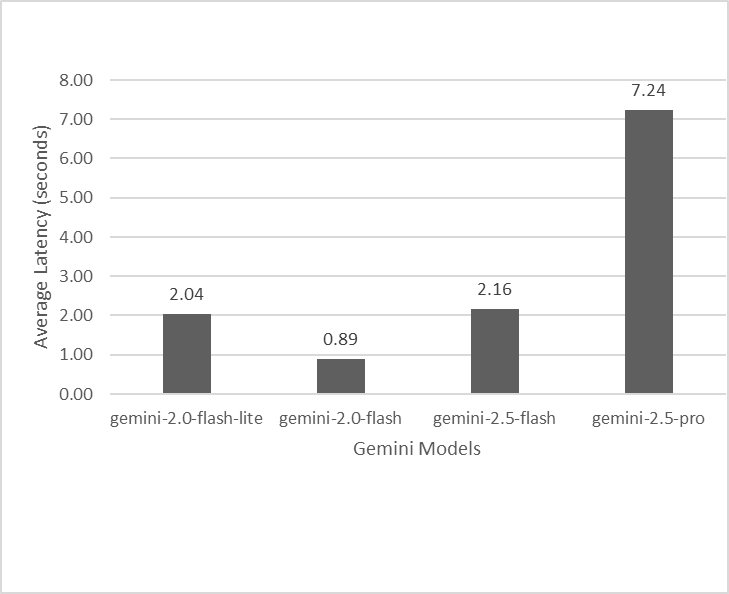 Average Latency (seconds)
8.00
7.00
6.00
5.00
4.00
3.00
2.00
1.00
0.00
2.04
0.89
2.16
7.24
gemini-2.0-flash-lite
gemini-2.0-flash
gemini-2.5-flash
gemini-2.5-pro
Gemini Models